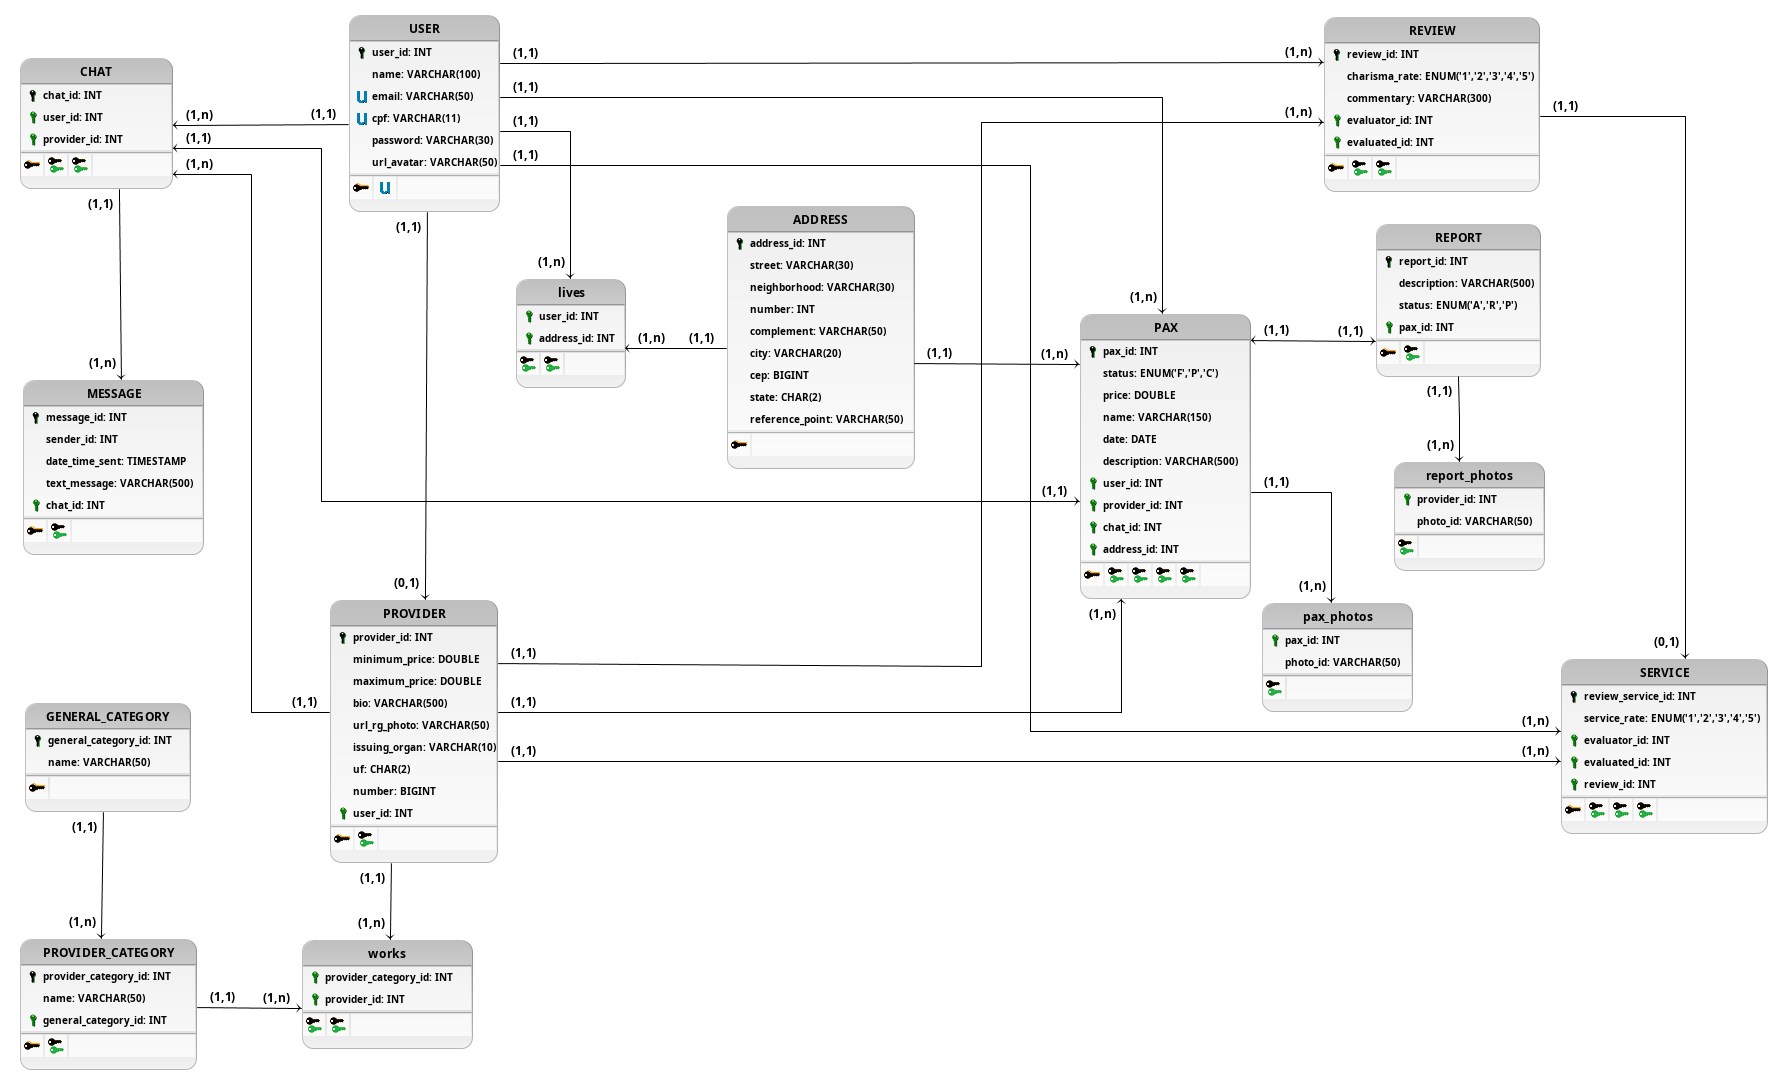 USER
user_id: INT
name: VARCHAR(100)
email: VARCHAR(50)
cpf: VARCHAR(11)
password: VARCHAR(30)
url_avatar: VARCHAR(50)
(1,1)
(1,1)
(1,1)
(1,1)
(1,1)
(1,1)
REVIEW
review_id: INT
charisma_rate: ENUM('1','2','3','4','5')
commentary: VARCHAR(300)
evaluator_id: INT
evaluated_id: INT
(1,n)
(1,n)
(1,1)
CHAT
chat_id: INT
user_id: INT
provider_id: INT
(1,n)
(1,1)
(1,n)
(1,1)
ADDRESS
address_id: INT
street: VARCHAR(30)
neighborhood: VARCHAR(30)
number: INT
complement: VARCHAR(50)
city: VARCHAR(20)
cep: BIGINT
state: CHAR(2)
reference_point: VARCHAR(50)
(1,1)
(1,1)
REPORT
report_id: INT
description: VARCHAR(500)
status: ENUM('A','R','P')
pax_id: INT
(1,1)
(1,1)
lives
user_id: INT
address_id: INT
(1,n)
(1,n)
PAX
pax_id: INT
status: ENUM('F','P','C')
price: DOUBLE
name: VARCHAR(150)
date: DATE
description: VARCHAR(500)
user_id: INT
provider_id: INT
chat_id: INT
address_id: INT
(1,n)
(1,n)
(1,1)
(1,n)
(1,1)
(1,1)
MESSAGE
message_id: INT
sender_id: INT
date_time_sent: TIMESTAMP
text_message: VARCHAR(500)
chat_id: INT
(1,n)
report_photos
provider_id: INT
photo_id: VARCHAR(50)
(1,n)
PROVIDER
provider_id: INT
minimum_price: DOUBLE
maximum_price: DOUBLE
bio: VARCHAR(500)
url_rg_photo: VARCHAR(50)
issuing_organ: VARCHAR(10)
uf: CHAR(2)
number: BIGINT
user_id: INT
(0,1)
(1,1)
(1,1)
(1,1)
(1,1)
(1,1)
pax_photos
pax_id: INT
photo_id: VARCHAR(50)
(1,n)
SERVICE
review_service_id: INT
service_rate: ENUM('1','2','3','4','5')
evaluator_id: INT
evaluated_id: INT
review_id: INT
(0,1)
(1,n)
(1,n)
GENERAL_CATEGORY
general_category_id: INT
name: VARCHAR(50)
(1,1)
PROVIDER_CATEGORY
provider_category_id: INT
name: VARCHAR(50)
general_category_id: INT
(1,n)
(1,1)
works
provider_category_id: INT
provider_id: INT
(1,n)
(1,n)